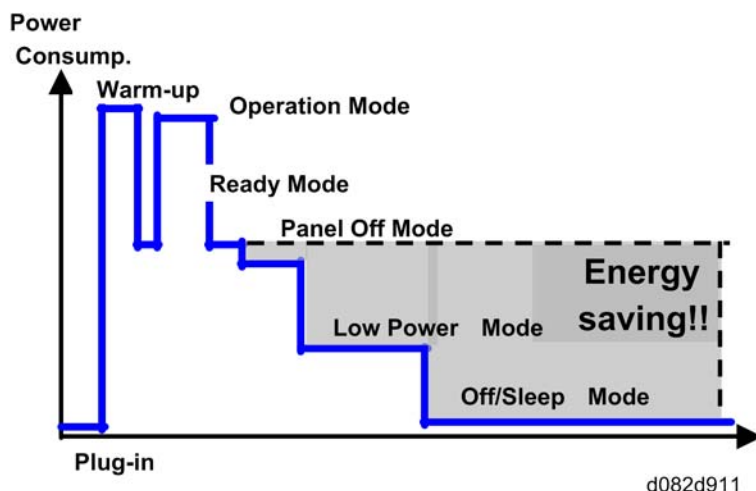 Power
Consump.
Warm-up
Operation Mode
Ready Mode
Panel Off Mode
Energy
saving!!
Low Power Mode
Off/Sleep Mode
Plug-in
d082d911